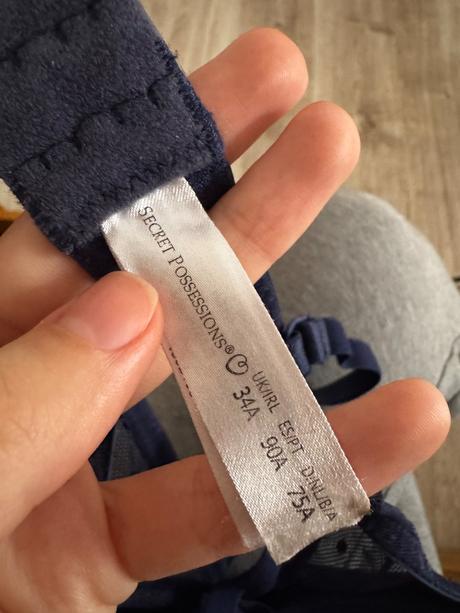 SECRET POSSESSIONS®
UK/IRL ES/PT D/NL/B/A
34A 90A 75A